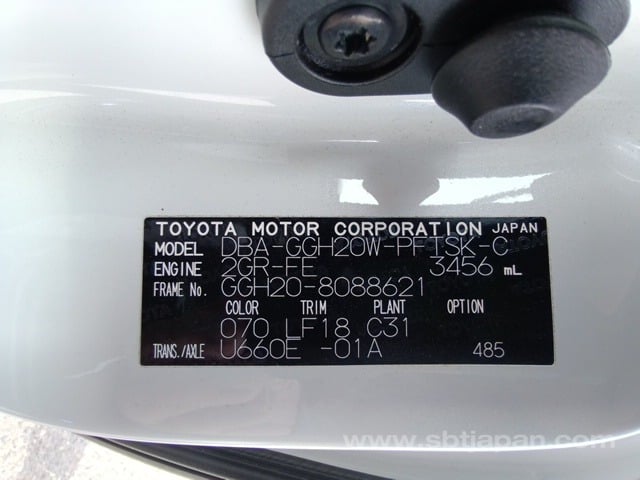 TOYOTA MOTOR CORPORATION JAPAN
MODEL DBA-GGH20W-PFTSK-C
ENGINE 2GR-FE 3456 mL
FRAME No. GGH20-8088621
COLOR TRIM PLANT OPTION
070 LF18 C31
TRANS./AXLE U660E -01A 485
www.sbtjapan.com